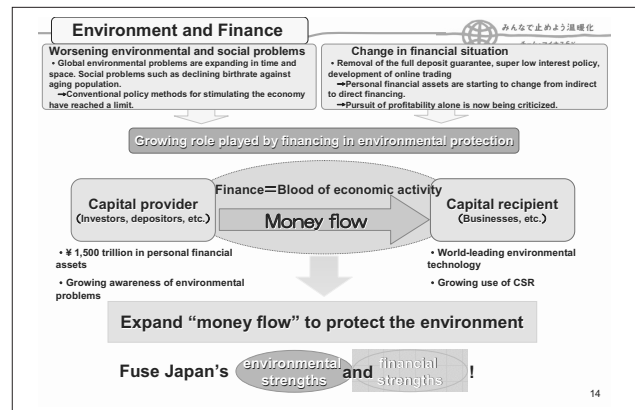 Environment and Finance
みんなで止めよう温暖化
Worsening environmental and social problems
・Global environmental problems are expanding in time and
space. Social problems such as declining birthrate against
aging population.
→Conventional policy methods for stimulating the economy
have reached a limit.
Change in financial situation
・Removal of the full deposit guarantee, super low interest policy,
development of online trading
→Personal financial assets are starting to change from indirect
to direct financing.
→Pursuit of profitability alone is now being criticized.
Growing role played by financing in environmental protection
Finance=Blood of economic activity
Capital provider
(Investors, depositors, etc.)
Money flow
Capital recipient
(Businesses, etc.)
・¥ 1,500 trillion in personal financial
assets
・Growing awareness of environmental
problems
・World-leading environmental
technology
・Growing use of CSR
Expand “money flow” to protect the environment
Fuse Japan’s environmental strengths and financial strengths !
14